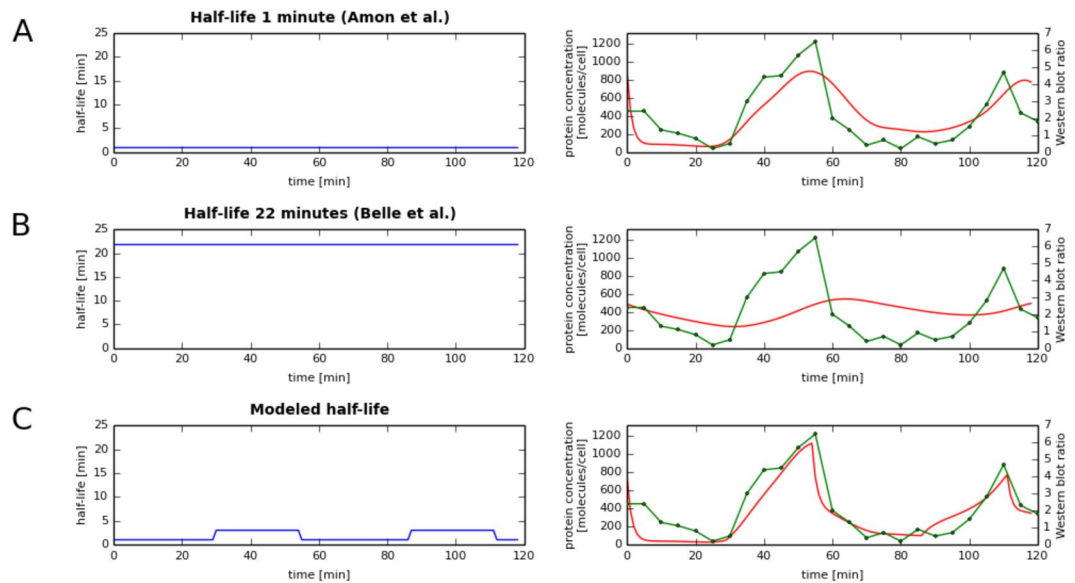 A
Half-life 1 minute (Amon et al.)
half-life [min]
25
20
15
10
5
0
0 20 40 60 80 100 120
time [min]
protein concentration
[molecules/cell]
1200
1000
800
600
400
200
0
0 20 40 60 80 100 120
time [min]
7
6
5
4
3
2
1
0
Western blot ratio
B
Half-life 22 minutes (Belle et al.)
half-life [min]
25
20
15
10
5
0
0 20 40 60 80 100 120
time [min]
protein concentration
[molecules/cell]
1200
1000
800
600
400
200
0
0 20 40 60 80 100 120
time [min]
7
6
5
4
3
2
1
0
Western blot ratio
C
Modeled half-life
half-life [min]
25
20
15
10
5
0
0 20 40 60 80 100 120
time [min]
protein concentration
[molecules/cell]
1200
1000
800
600
400
200
0
0 20 40 60 80 100 120
time [min]
7
6
5
4
3
2
1
0
Western blot ratio